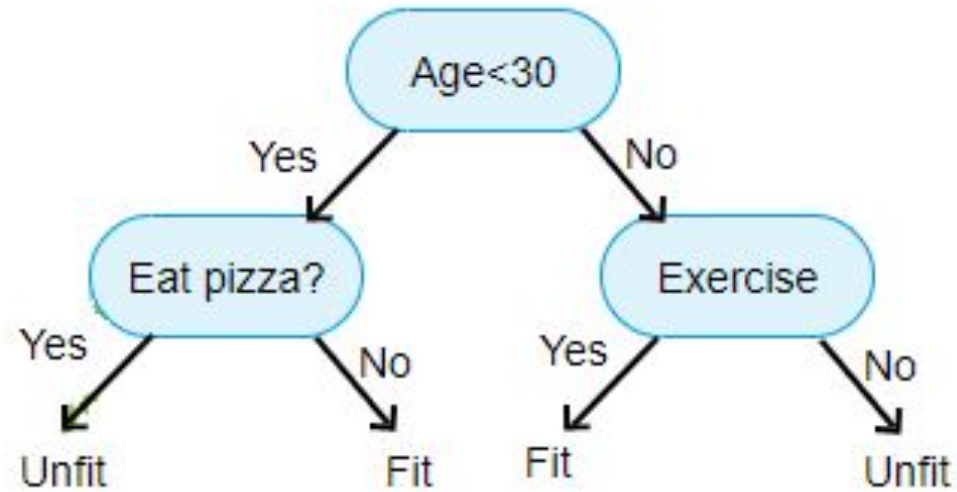 Age<30
Yes
No
Eat pizza?
Exercise
Yes
No
Yes
No
Unfit
Fit
Fit
Unfit